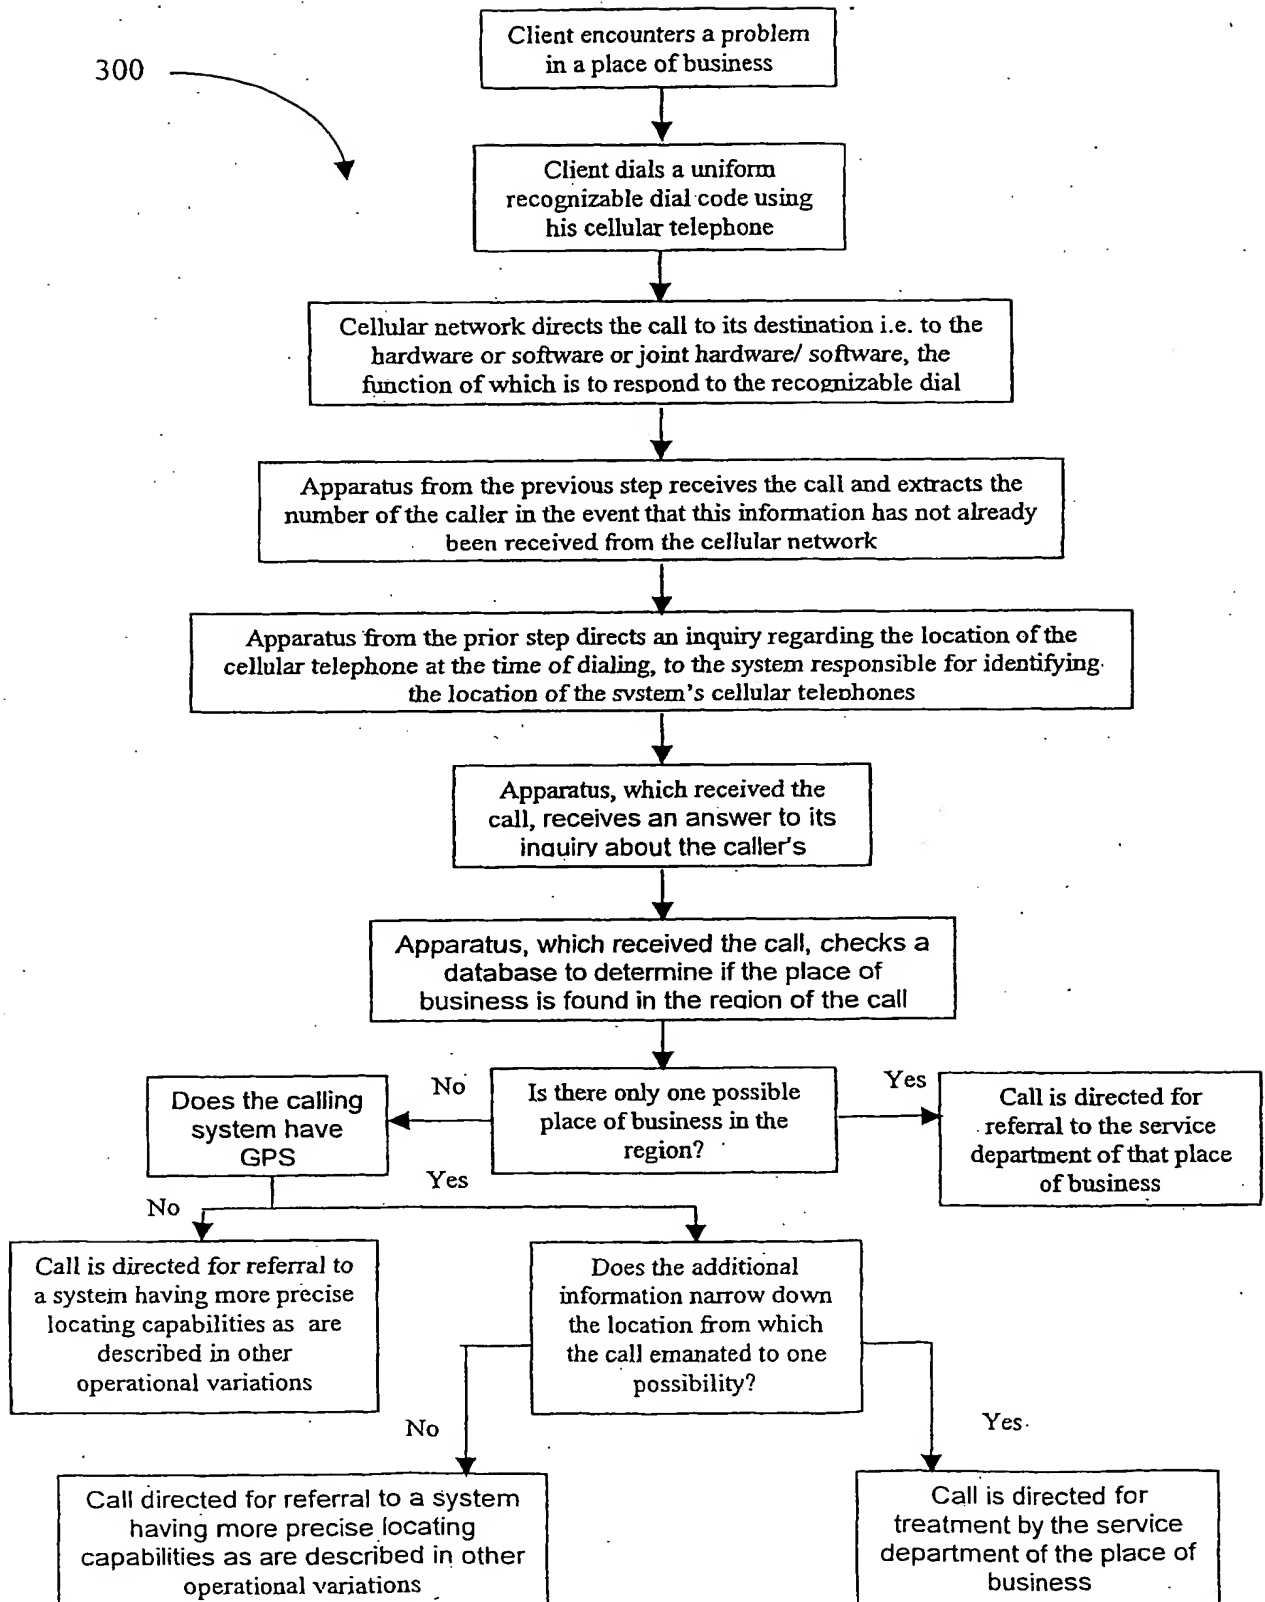 Client encounters a problem
in a place of business
300
Client dials a uniform
recognizable dial code using
his cellular telephone
Cellular network directs the call to its destination i.e. to the
hardware or software or joint hardware/ software, the
function of which is to respond to the recognizable dial
Apparatus from the previous step receives the call and extracts the
number of the caller in the event that this information has not already
been received from the cellular network
Apparatus from the prior step directs an inquiry regarding the location of the
cellular telephone at the time of dialing, to the system responsible for identifying
the location of the system's cellular telephones
Apparatus, which received the
call, receives an answer to its
inquiry about the caller's
Apparatus, which received the call, checks a
database to determine if the place of
business is found in the region of the call
Is there only one possible
place of business in the
region?
No
Yes
Does the calling
system have
GPS
Call is directed for
referral to the service
department of that place
of business
No
Yes
Call is directed for referral to
a system having more precise
locating capabilities as are
described in other
operational variations
Does the additional
information narrow down
the location from which
the call emanated to one
possibility?
No
Yes
Call directed for referral to a system
having more precise locating
capabilities as are described in other
operational variations
Call is directed for
treatment by the service
department of the place of
business